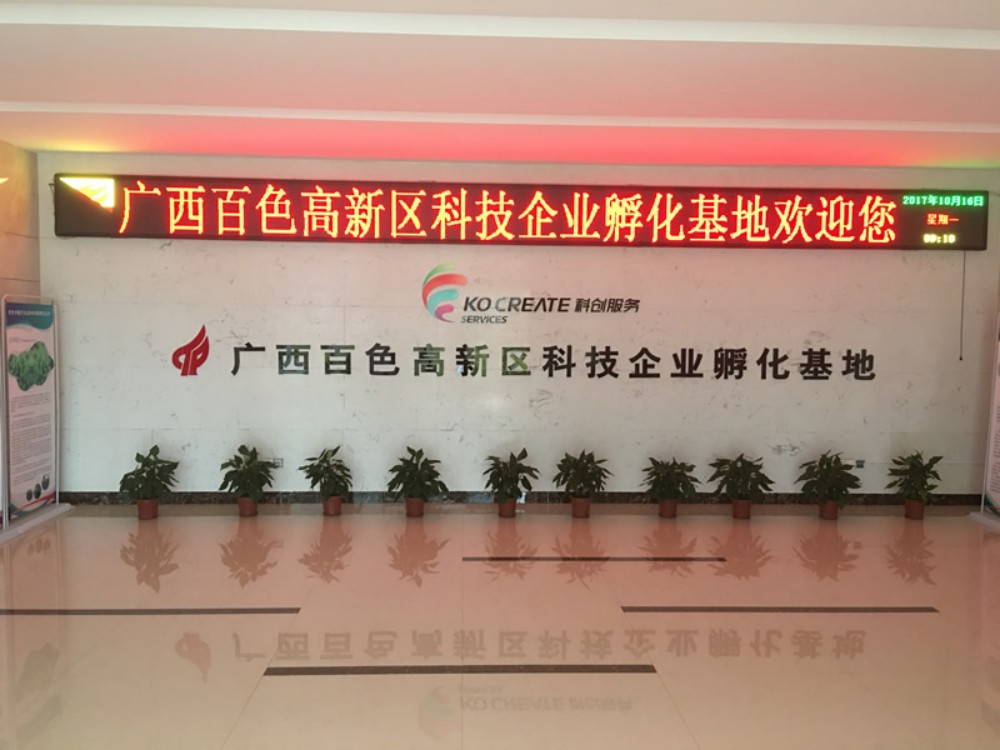 广西百色高新区科技企业孵化基地欢迎您
2017年10月16日
星期一
09:10
KO CREATE 科创服务
SERVICES
广西百色高新区科技企业孵化基地